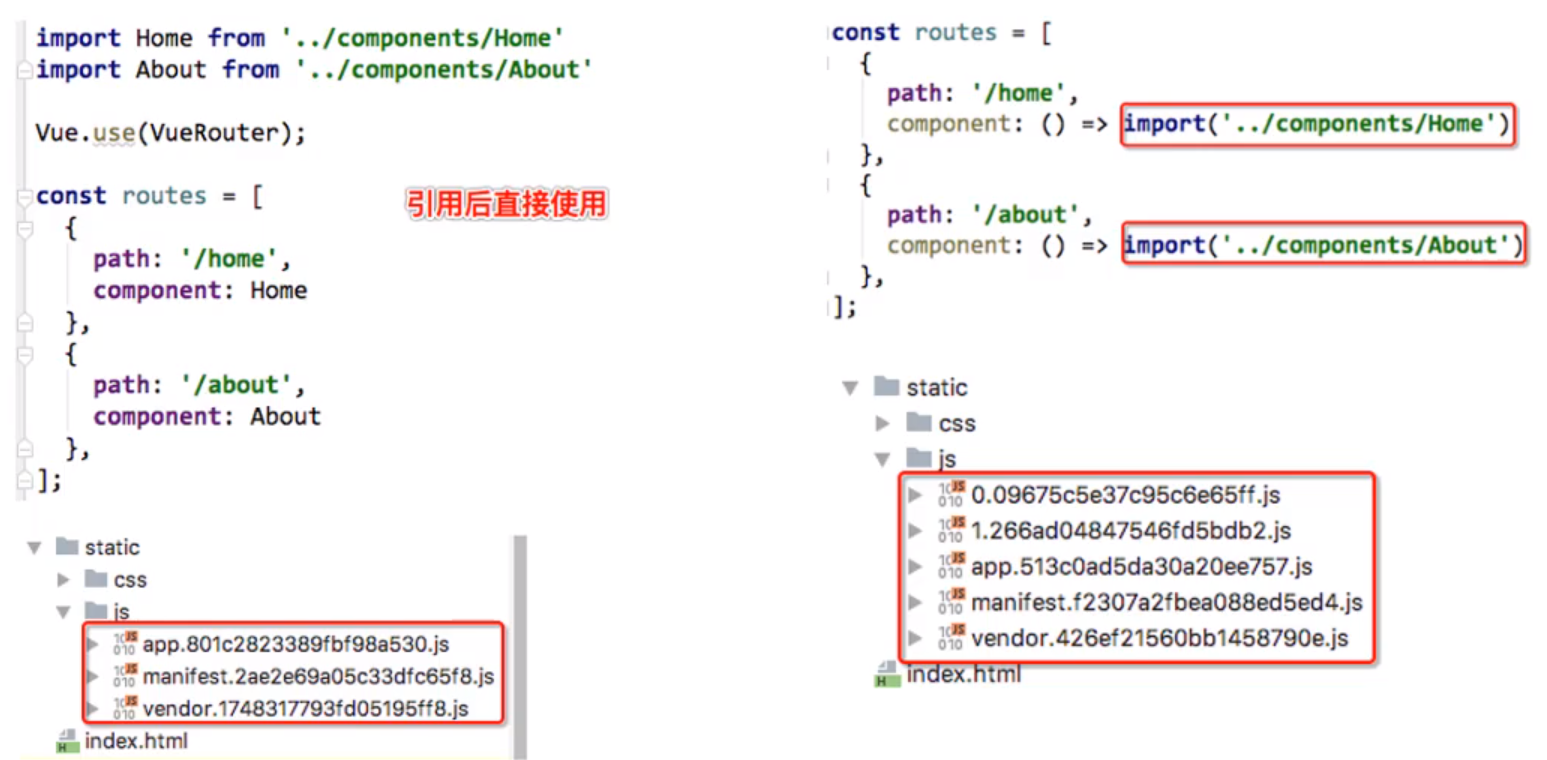 import Home from '../components/Home'
import About from '../components/About'
Vue.use(VueRouter);
const routes = [
{
path: '/home',
component: Home
},
{
path: '/about',
component: About
},
];
引用后直接使用
static
css
js
app.801c2823389fbf98a530.js
manifest.2ae2e69a05c33dfc65f8.js
vendor.1748317793fd05195ff8.js
index.html
const routes = [
{
path: '/home',
component: () => import('../components/Home')
},
{
path: '/about',
component: () => import('../components/About')
},
];
static
css
js
0.09675c5e37c95c6e65ff.js
1.266ad04847546fd5bdb2.js
app.513c0ad5da30a20ee757.js
manifest.f2307a2fbea088ed5ed4.js
vendor.426ef21560bb1458790e.js
index.html